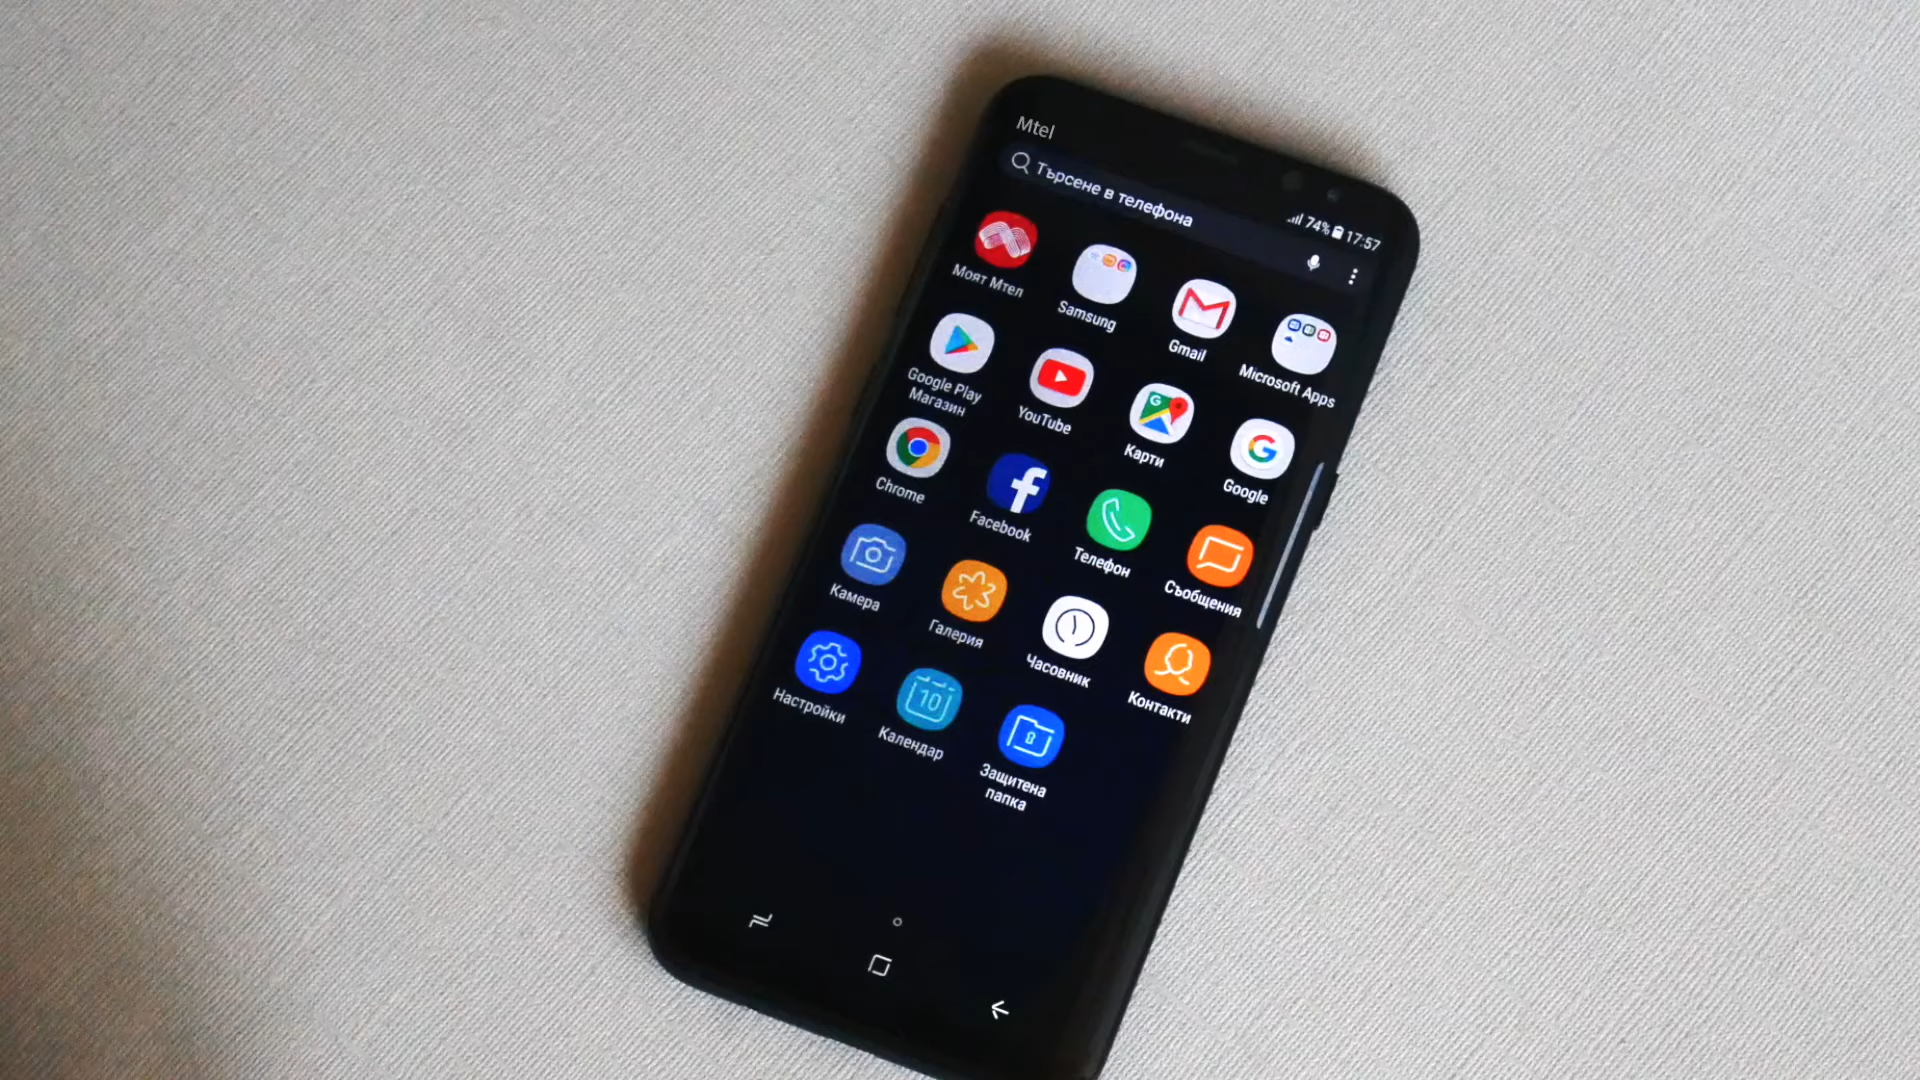 Mtel
74% 17:57
Търсене в телефона
Моят Мтел
Samsung
Gmail
Microsoft Apps
Google Play
Магазин
YouTube
Карти
Google
Chrome
Facebook
Телефон
Съобщения
Камера
Галерия
Часовник
Контакти
Настройки
10
Календар
Защитена
папка